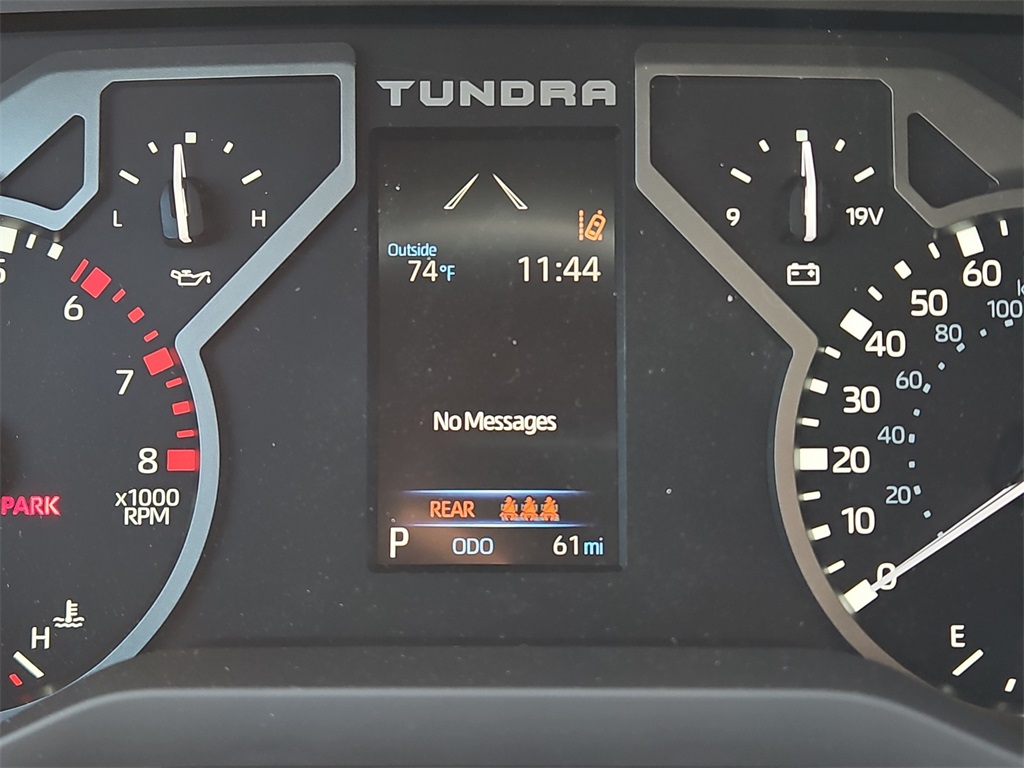 TUNDRA
L H
9 19V
Outside
74°F 11:44
No Messages
REAR
P ODO 61 mi
6
7
8
x1000
RPM
PARK
H
60
50
40
30
20
10
0
100
80
60
40
20
E